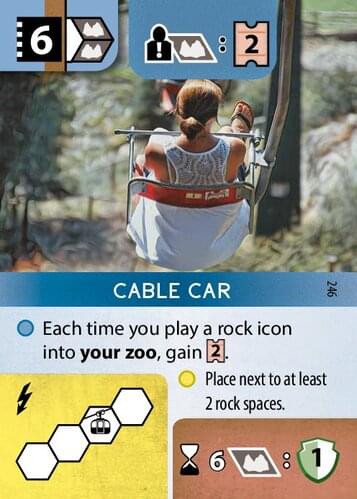 6
: 2
CABLE CAR
246
Each time you play a rock icon
into your zoo, gain 2.
Place next to at least
2 rock spaces.
6 : 1